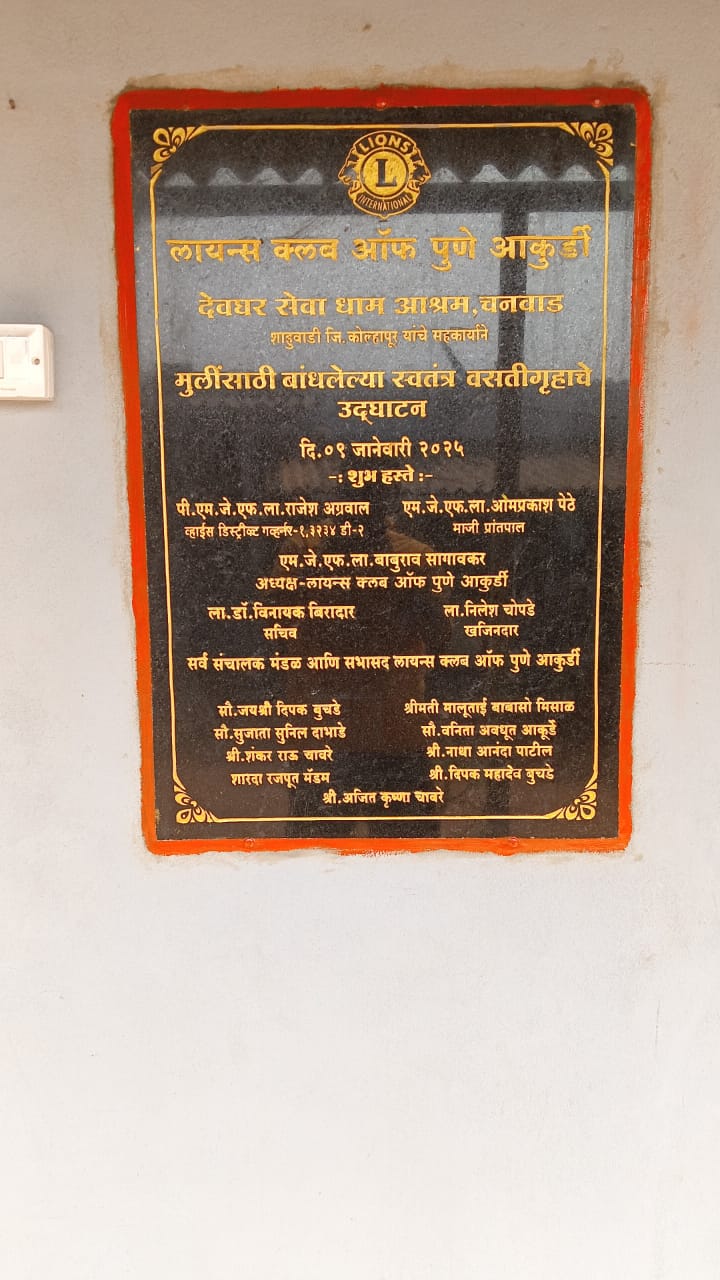 LIONS
L
INTERNATIONAL
लायन्स क्लब ऑफ पुणे आकुर्डी
देवघर सेवा धाम आश्रम,चनवाड
शाहुवाडी जि.कोल्हापूर यांचे सहकार्याने
मुलींसाठी बांधलेल्या स्वतंत्र वसतीगृहाचे
उद्घाटन
दि.०९ जानेवारी २०२५
-: शुभ हस्ते :-
पी.एम.जे.एफ.ला.राजेश अग्रवाल एम.जे.एफ.ला.ओमप्रकाश पेठे
व्हाईस डिस्ट्रीक्ट गव्हर्नर-१,३२३४ डी-२ माजी प्रांतपाल
एम.जे.एफ.ला.बाबुराव सागावकर
अध्यक्ष-लायन्स क्लब ऑफ पुणे आकुर्डी
ला.डॉ.विनायक बिरादार ला.निलेश चोपडे
सचिव खजिनदार
सर्व संचालक मंडळ आणि सभासद लायन्स क्लब ऑफ पुणे आकुर्डी
सौ.जयश्री दिपक बुचडे श्रीमती मालूताई बाबासो मिसाळ
सौ.सुजाता सुनिल दाभाडे सौ.वनिता अवधूत आकूर्डे
श्री.शंकर राऊ चावरे श्री.नाथा आनंदा पाटील
शारदा रजपूत मॅडम श्री.दिपक महादेव बुचडे
श्री.अजित कृष्णा चाबरे